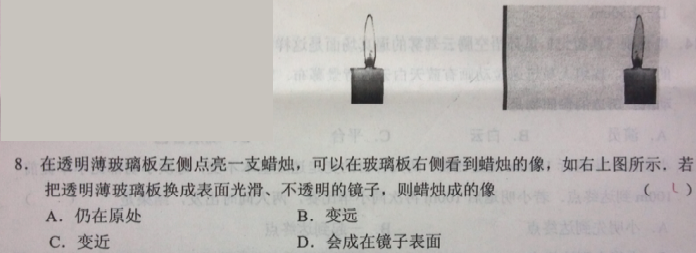 8．在透明薄玻璃板左侧点亮一支蜡烛，可以在玻璃板右侧看到蜡烛的像，如右上图所示．若
把透明薄玻璃板换成表面光滑、不透明的镜子，则蜡烛成的像（　）
A．仍在原处　B．变远
C．变近　D．会成在镜子表面